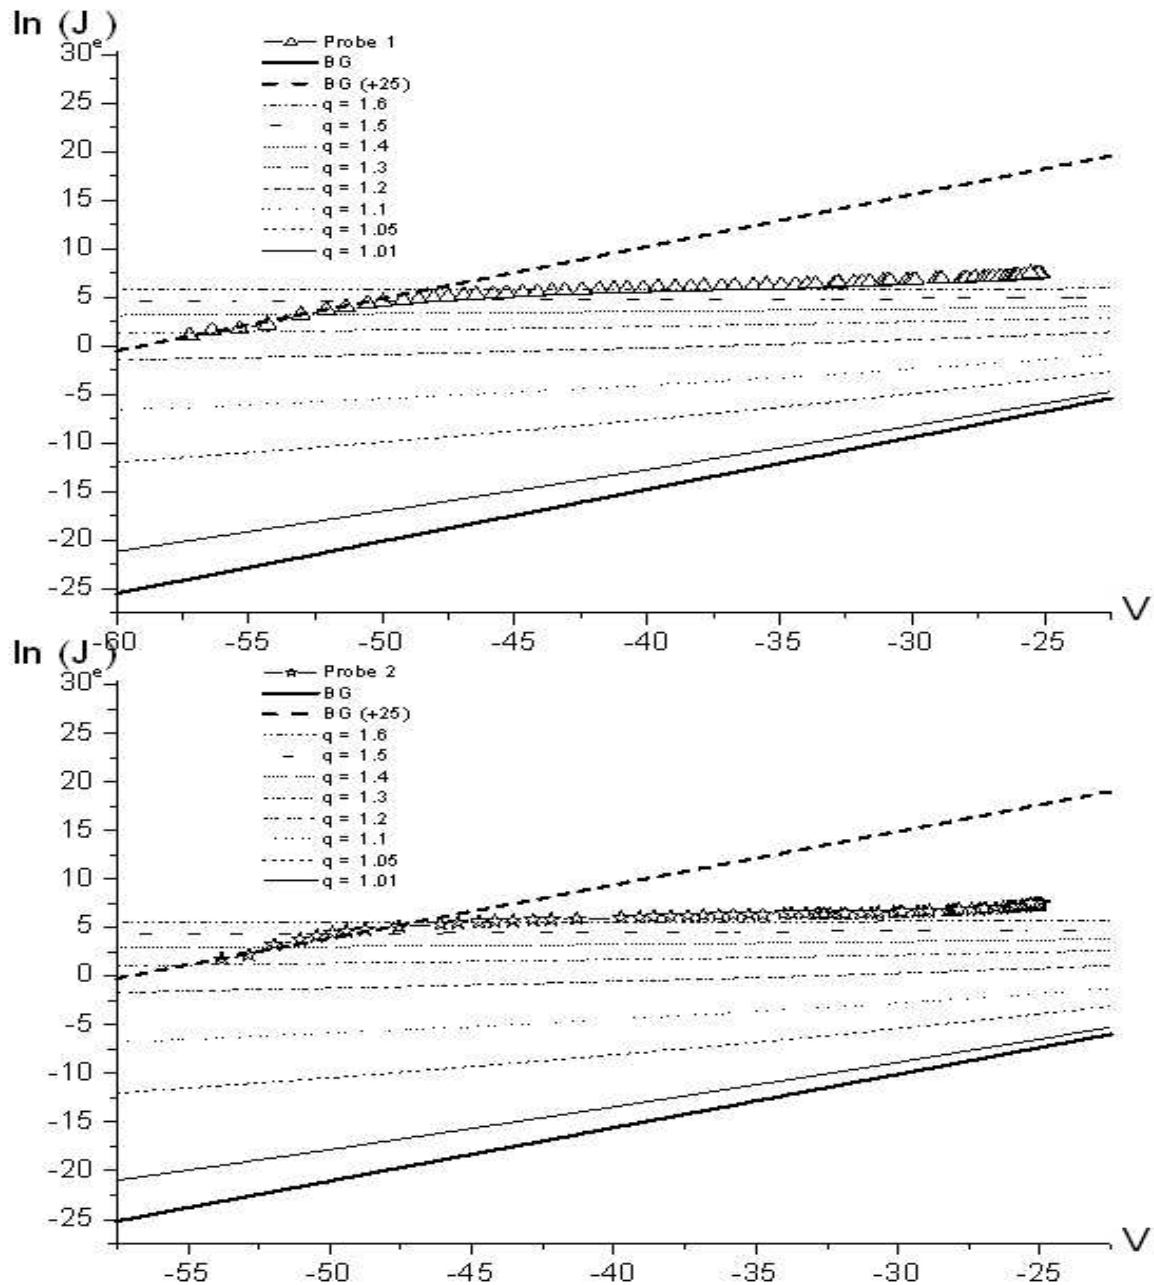 ln (J
30e
25
20
15
10
5
0
-5
-10
-15
-20
-25
Probe 1
BG
BG (+25)
q = 1.6
q = 1.5
q = 1.4
q = 1.3
q = 1.2
q = 1.1
q = 1.05
q = 1.01
-60 -55 -50 -45 -40 -35 -30 -25 V
ln (J-)
30e
25
20
15
10
5
0
-5
-10
-15
-20
-25
Probe 2
BG
BG (+25)
q = 1.6
q = 1.5
q = 1.4
q = 1.3
q = 1.2
q = 1.1
q = 1.05
q = 1.01
-55 -50 -45 -40 -35 -30 -25 V